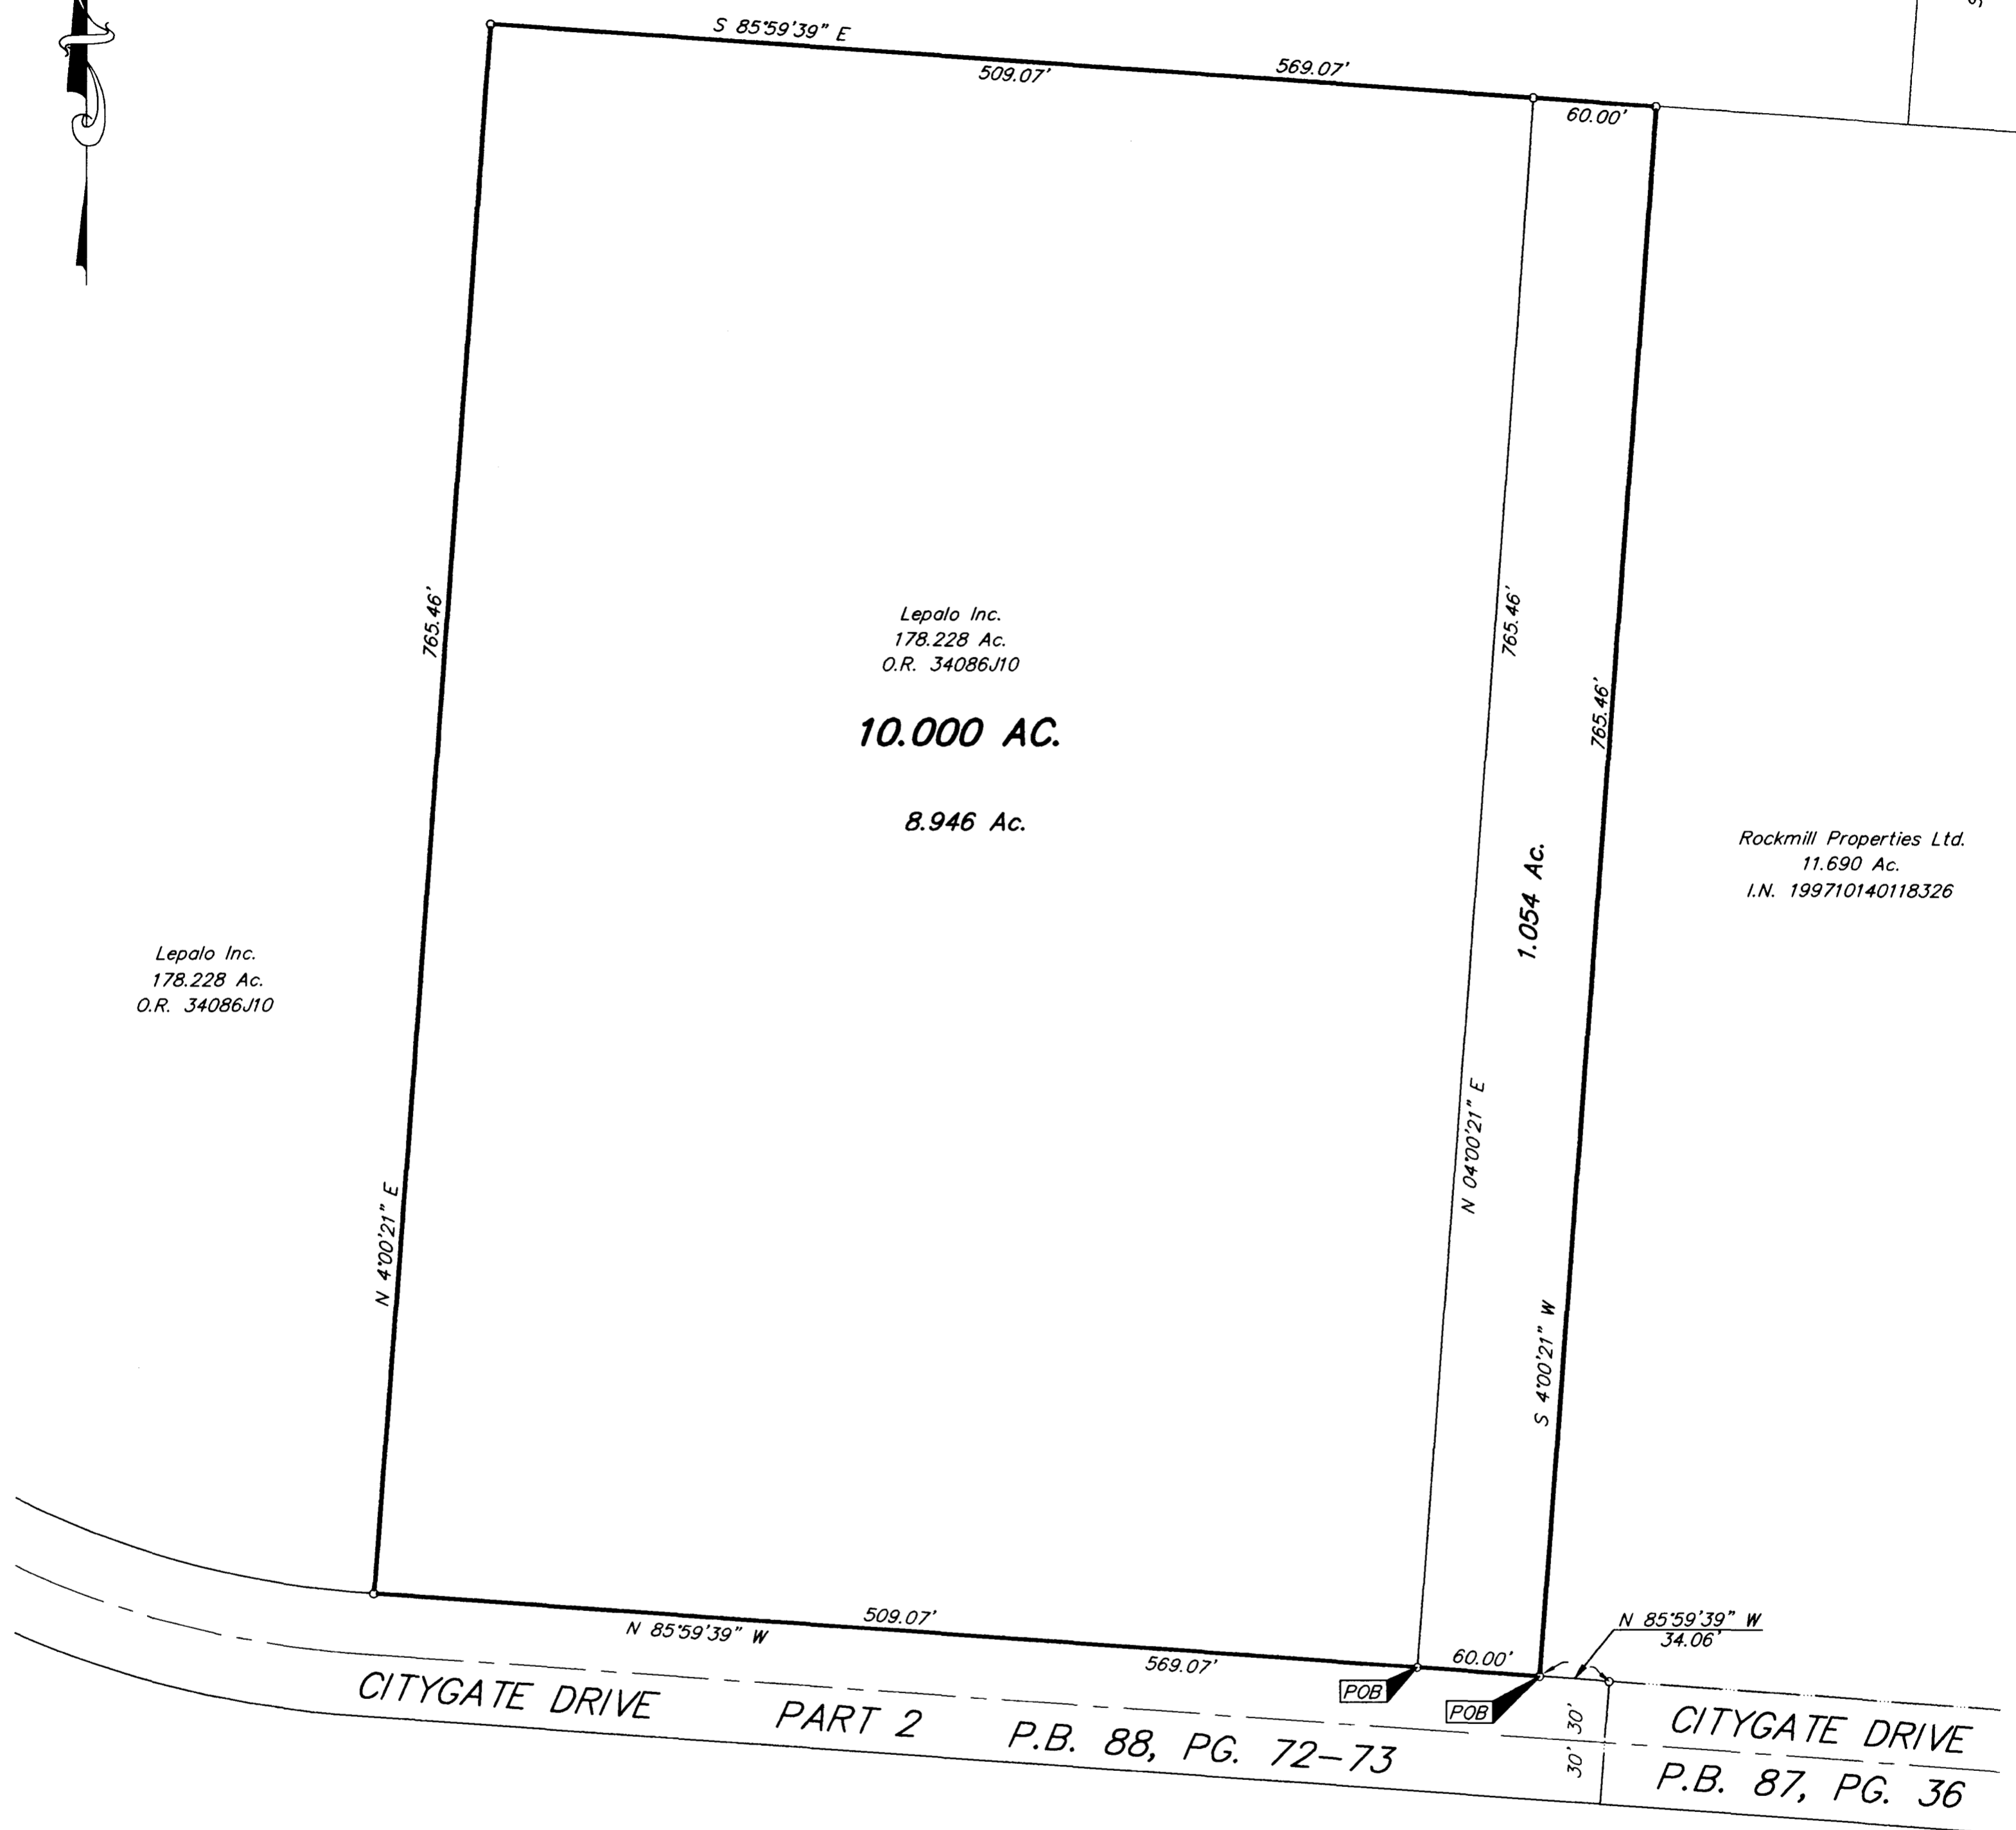 S 85°59'39" E
509.07'
569.07'
60.00'
765.46'
765.46'
765.46'
Lepalo Inc.
178.228 Ac.
O.R. 34086J10
10.000 AC.
8.946 Ac.
1.054 Ac.
Rockmill Properties Ltd.
11.690 Ac.
I.N. 199710140118326
Lepalo Inc.
178.228 Ac.
O.R. 34086J10
N 4°00'21" E
N 04°00'21" E
S 4°00'21" W
509.07'
N 85°59'39" W
569.07'
60.00'
N 85°59'39" W
34.06'
POB
POB
30'
30'
CITYGATE DRIVE PART 2 P.B. 88, PG. 72-73
CITYGATE DRIVE
P.B. 87, PG. 36